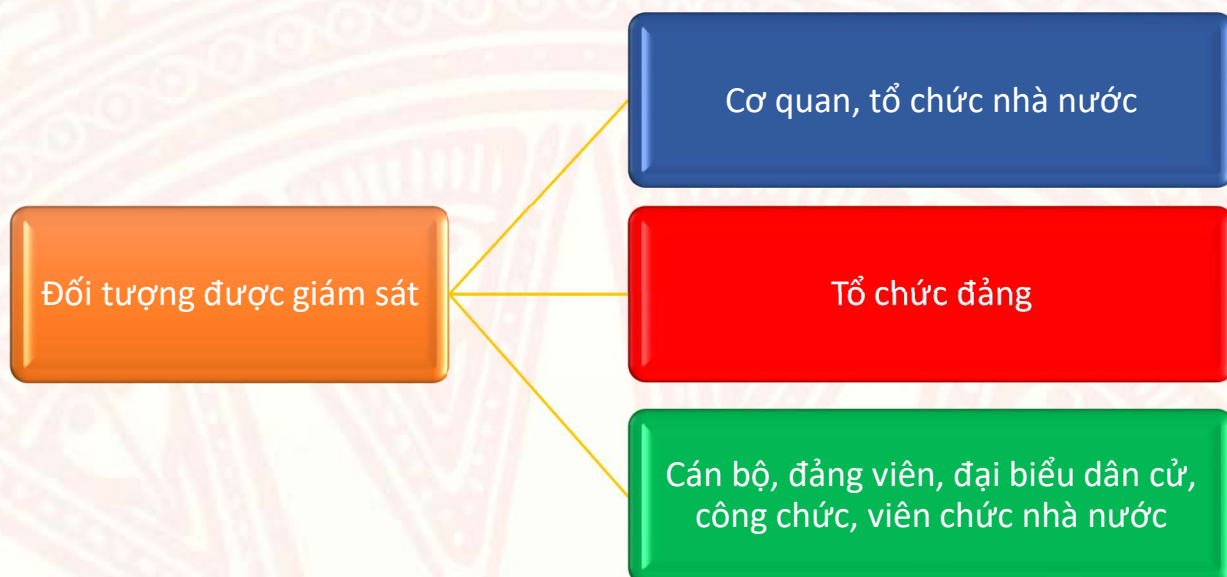 Cơ quan, tổ chức nhà nước
Đối tượng được giám sát
Tổ chức đảng
Cán bộ, đảng viên, đại biểu dân cử,
công chức, viên chức nhà nước